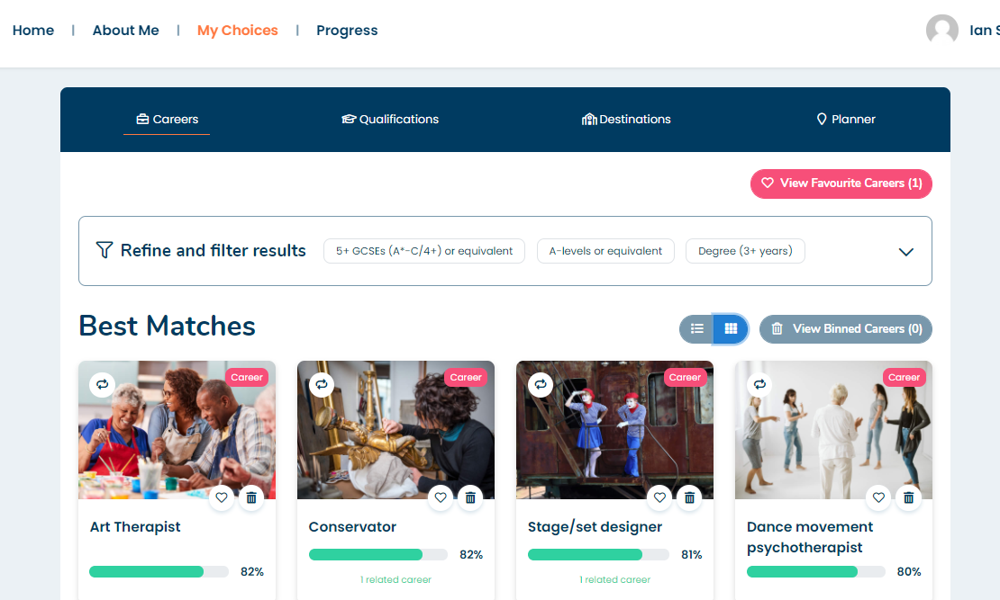 Home | About Me | My Choices | Progress
Ian S
Careers Qualifications Destinations Planner
View Favourite Careers (1)
Refine and filter results 5+ GCSEs (A*-C/4+) or equivalent A-levels or equivalent Degree (3+ years)
Best Matches
View Binned Careers (0)
Career Career Career Career
Art Therapist
82%
Conservator
82%
1 related career
Stage/set designer
81%
1 related career
Dance movement
psychotherapist
80%